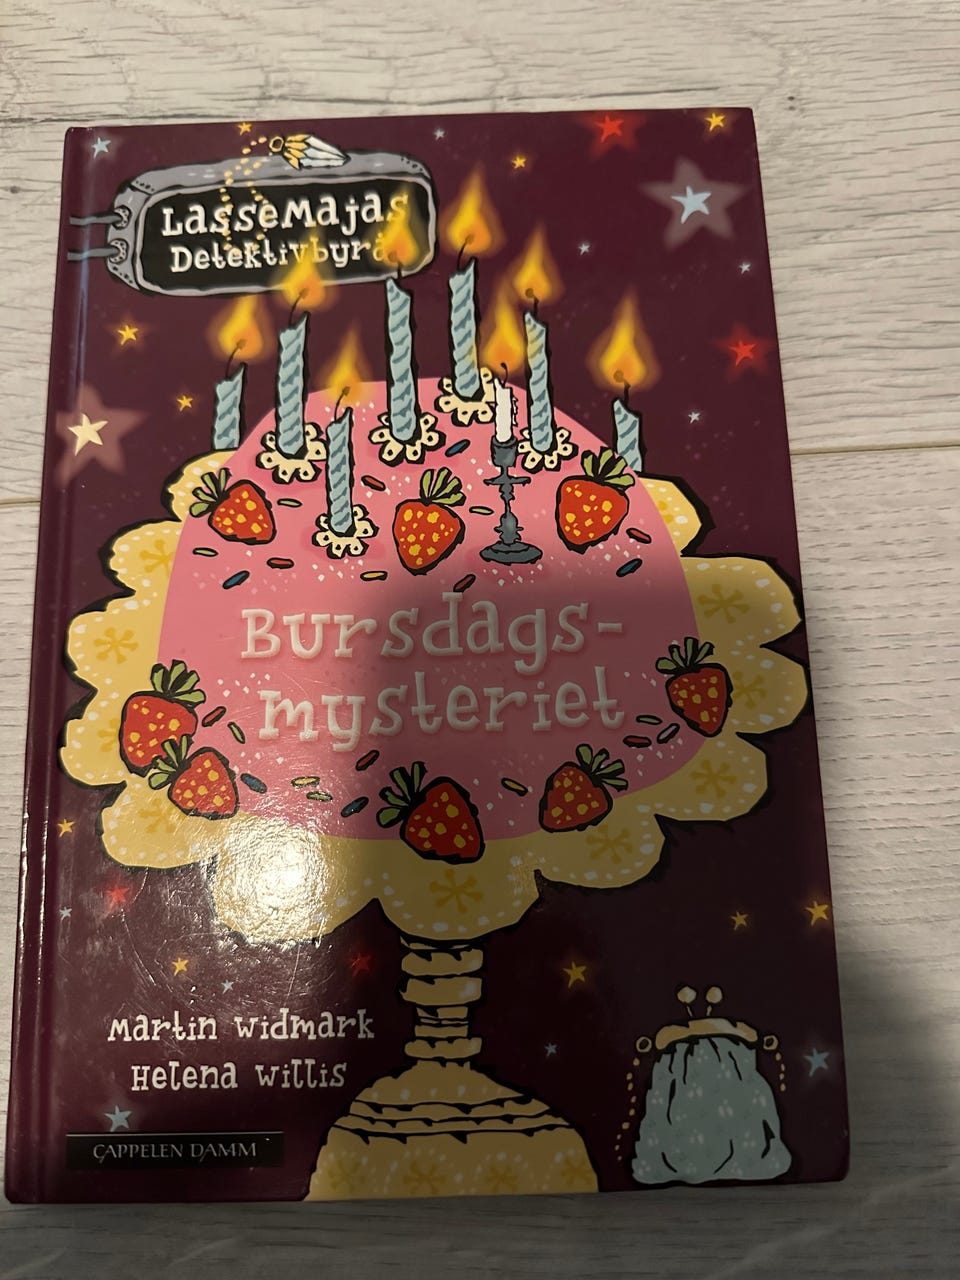 LasseMajas
Detektivbyrå
Bursdags-
mysteriet
Martin Widmark
Helena Willis
CAPPELEN DAMM